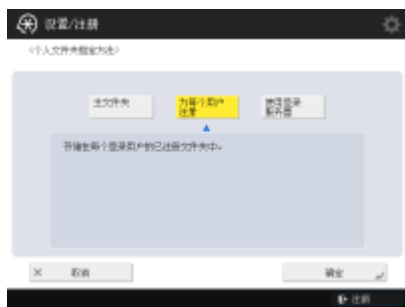 设置/注册
<个人文件夹指定方法>
主文件夹
为每个用户
注册
使用登录
服务器
存储在每个登录用户的已注册文件夹中。
× 取消
确定
注销